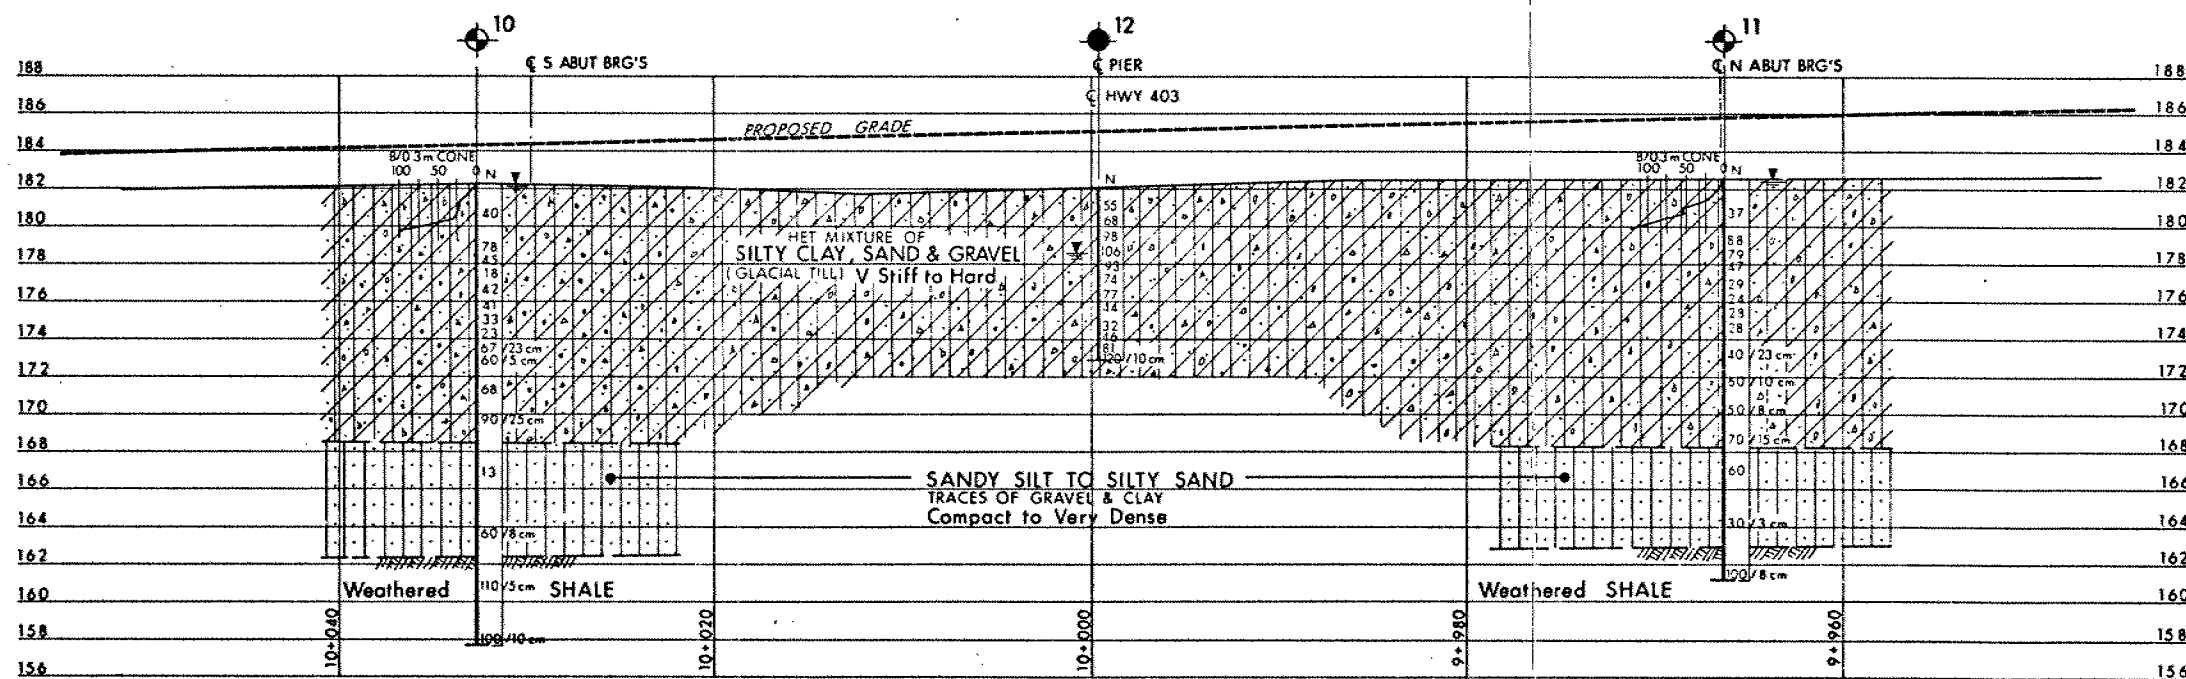 10
12
11
℄ S ABUT BRG'S
℄ PIER
℄ N ABUT BRG'S
188
188
℄ HWY 403
186
186
PROPOSED GRADE
184
184
B/0.3m CONE
100 50 0 N
B/0.3m CONE
100 50 0 N
182
N
182
40
55
37
180
68
180
98
HET MIXTURE OF
SILTY CLAY, SAND & GRAVEL
(GLACIAL TILL) V Stiff to Hard
78
106
88
45
79
178
93
47
178
18
74
29
42
77
24
176
176
41
44
23
33
32
28
23
16
174
174
67/23 cm
81
40/23 cm
60/5 cm
120/10 cm
172
50/10 cm
172
68
50/8 cm
170
90/25 cm
170
70/15 cm
168
168
13
60
SANDY SILT TO SILTY SAND
TRACES OF GRAVEL & CLAY
Compact to Very Dense
166
166
164
30/3 cm
164
60/8 cm
162
162
Weathered 110/5cm SHALE
Weathered SHALE
100/8 cm
160
160
158
100/10 cm
158
10+040
10+020
10+000
9+980
9+960
156
156